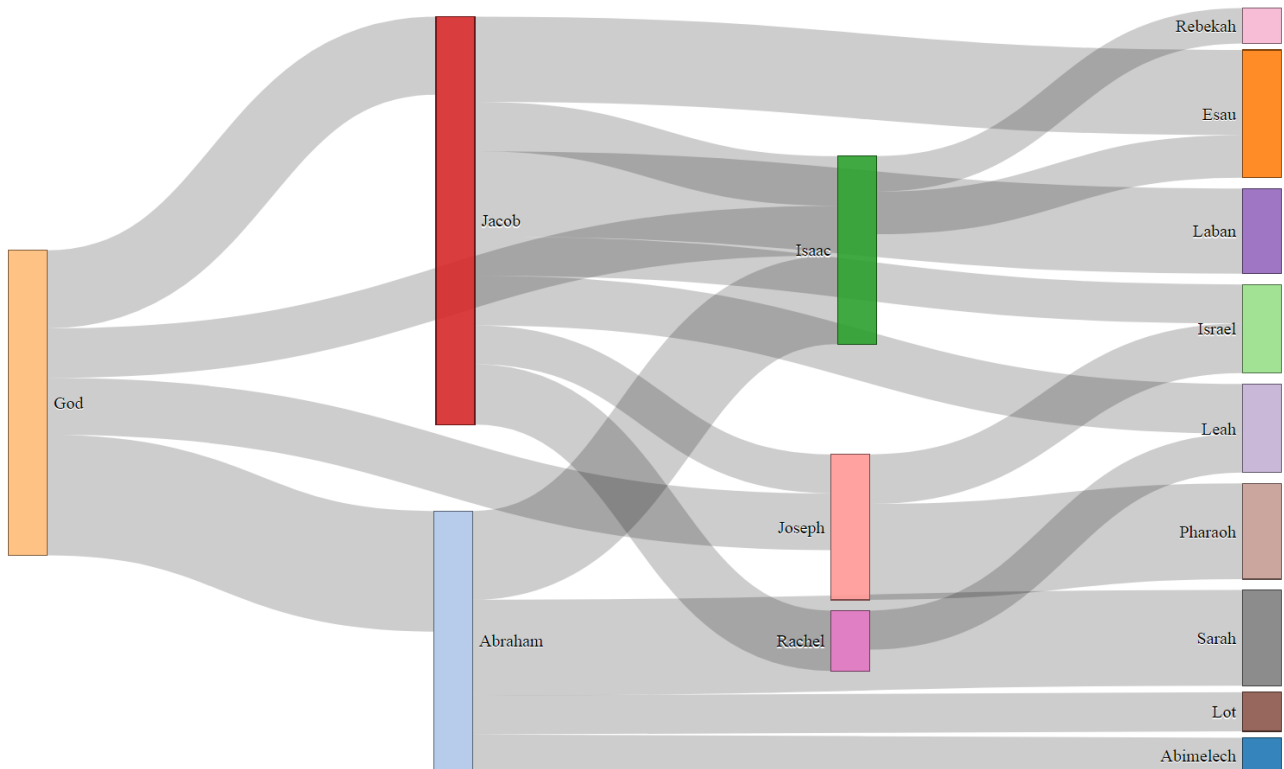 Rebekah
Esau
Laban
Jacob
Isaac
Israel
God
Leah
Joseph
Pharaoh
Abraham
Rachel
Sarah
Lot
Abimelech